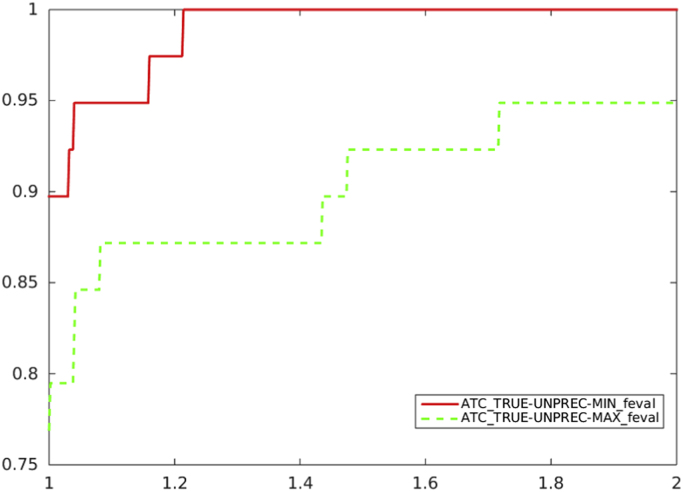 1
0.95
0.9
0.85
0.8
0.75
ATC_TRUE-UNPREC-MIN_feval
ATC_TRUE-UNPREC-MAX_feval
1 1.2 1.4 1.6 1.8 2